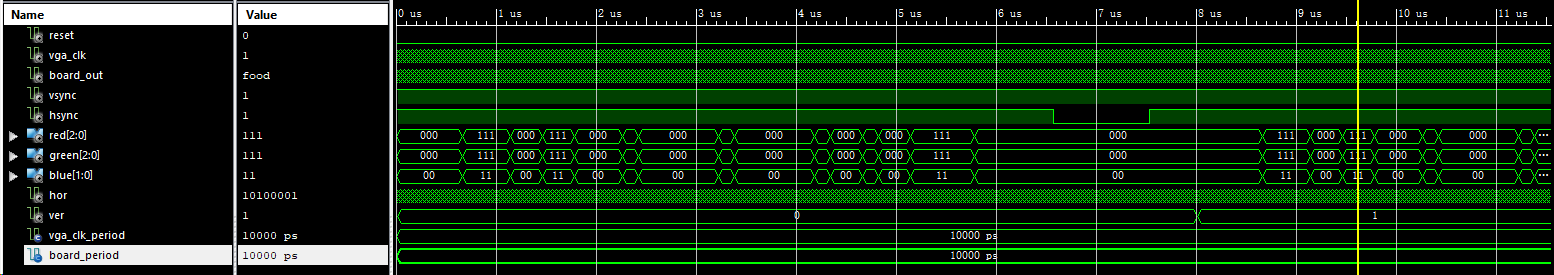 Name Value 0 us 1 us 2 us 3 us 4 us 5 us 6 us 7 us 8 us 9 us 10 us 11 us
reset 0
vga_clk 1
board_out food
vsync 1
hsync 1
red[2:0] 111 000 111 000 111 000 000 000 000 000 000 111 000 111 000 111 000 000 ...
green[2:0] 111 000 111 000 111 000 000 000 000 000 000 111 000 111 000 111 000 000 ...
blue[1:0] 11 00 11 00 11 00 00 00 00 00 00 11 00 11 00 11 00 00 ...
hor 10100001
ver 1 0 1
vga_clk_period 10000 ps 10000 ps
board_period 10000 ps 10000 ps